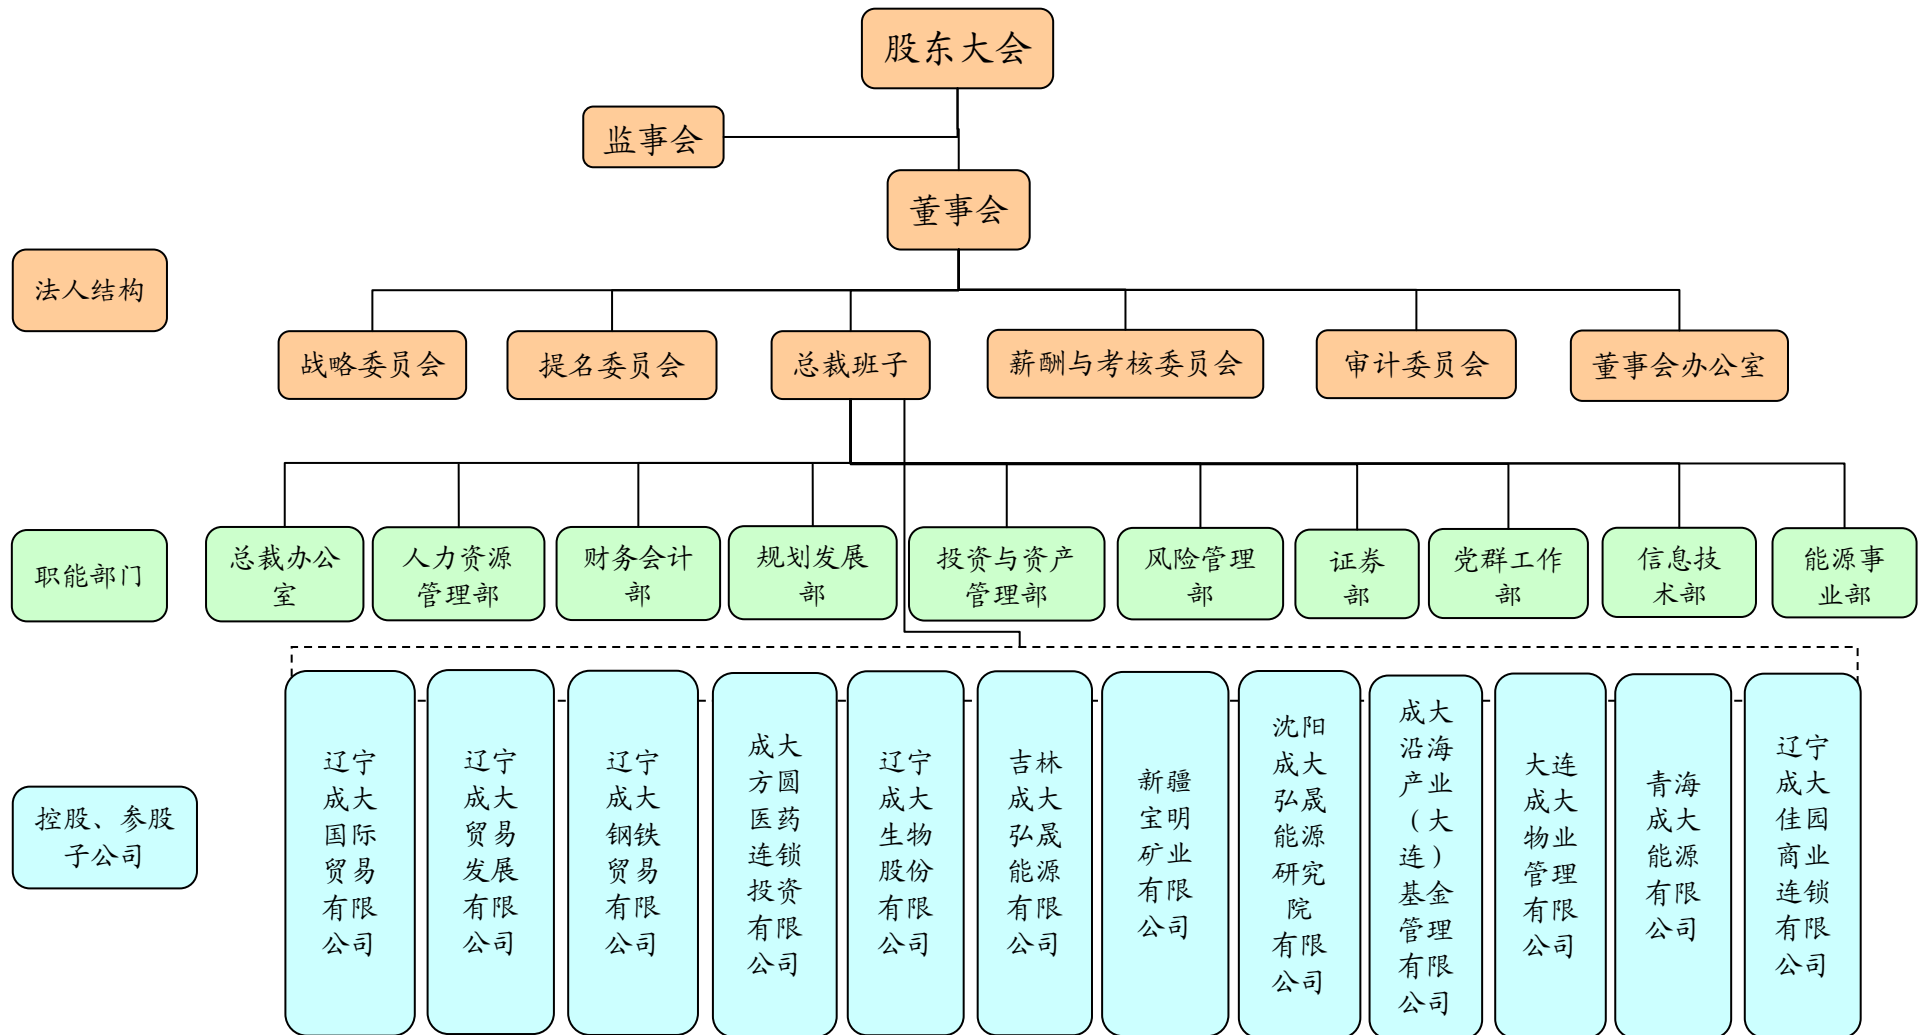 股东大会
监事会
董事会
法人结构
战略委员会
提名委员会
总裁班子
薪酬与考核委员会
审计委员会
董事会办公室
职能部门
总裁办公
室
人力资源
管理部
财务会计
部
规划发展
部
投资与资产
管理部
风险管理
部
证券
部
党群工作
部
信息技
术部
能源事
业部
控股、参股
子公司
辽宁
成大
国际
贸易
有限
公司
辽宁
成大
贸易
发展
有限
公司
辽宁
成大
钢铁
贸易
有限
公司
成大
方圆
医药
连锁
投资
有限
公司
辽宁
成大
生物
股份
有限
公司
吉林
成大
弘晟
能源
有限
公司
新疆
宝明
矿业
有限
公司
沈阳
成大
弘晟
能源
研究
院
有限
公司
成大
沿海
产业
（大
连）
基金
管理
有限
公司
大连
成大
物业
管理
有限
公司
青海
成大
能源
有限
公司
辽宁
成大
佳园
商业
连锁
有限
公司